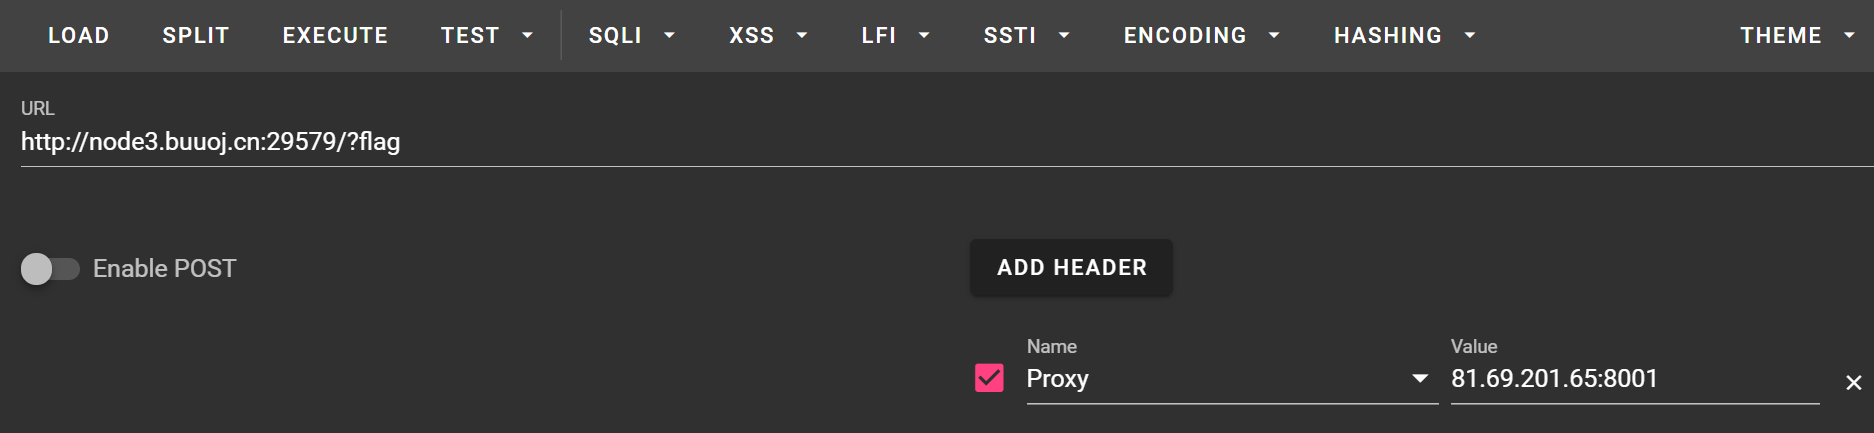 LOAD SPLIT EXECUTE TEST SQLI XSS LFI SSTI ENCODING HASHING THEME
URL
http://node3.buuoj.cn:29579/?flag
Enable POST
ADD HEADER
Name Value
Proxy 81.69.201.65:8001